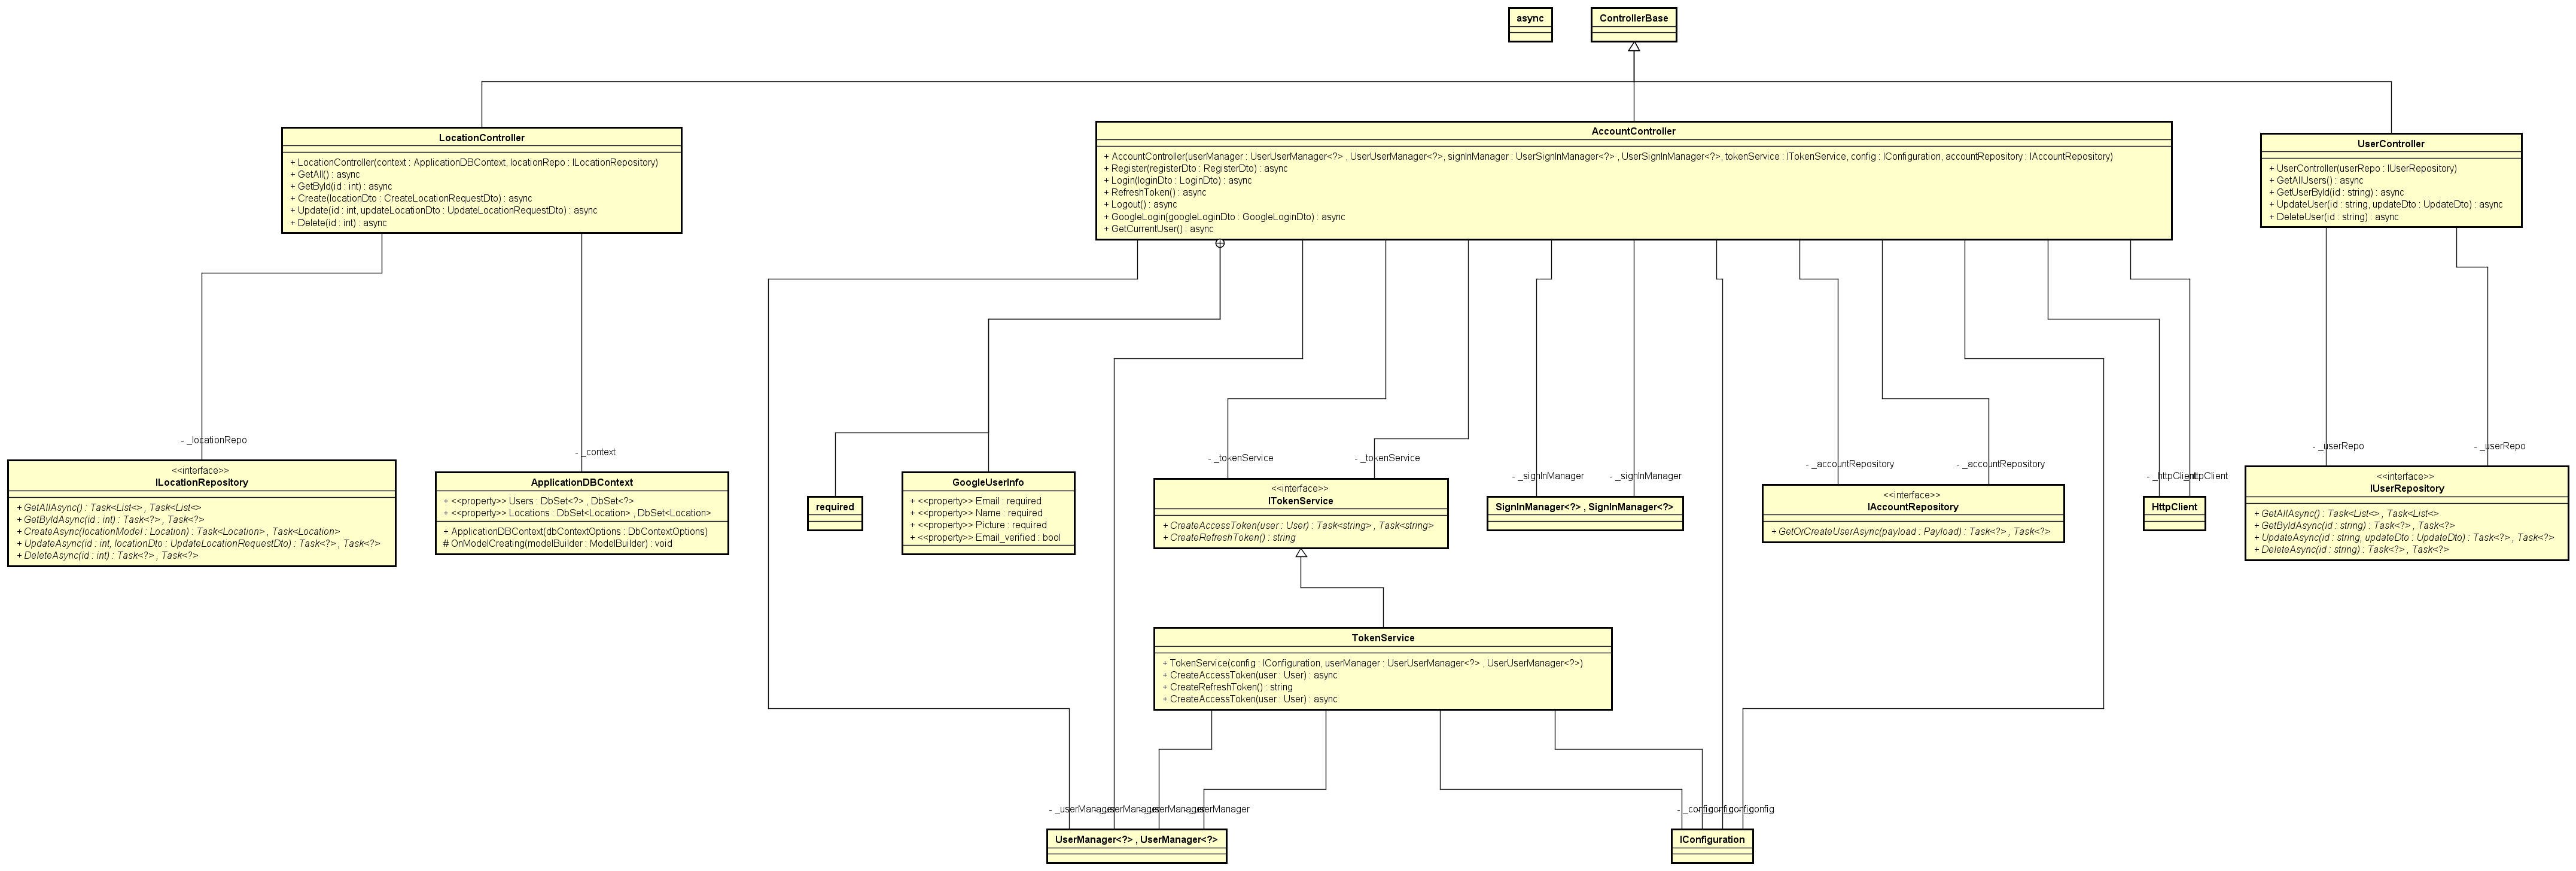 async
ControllerBase
LocationController
+ LocationController(context : ApplicationDBContext, locationRepo : ILocationRepository)
+ GetAll() : async
+ GetById(id : int) : async
+ Create(locationDto : CreateLocationRequestDto) : async
+ Update(id : int, updateLocationDto : UpdateLocationRequestDto) : async
+ Delete(id : int) : async
AccountController
+ AccountController(userManager : UserUserManager<?> , UserUserManager<?>, signInManager : UserSignInManager<?> , UserSignInManager<?>, tokenService : ITokenService, config : IConfiguration, accountRepository : IAccountRepository)
+ Register(registerDto : RegisterDto) : async
+ Login(loginDto : LoginDto) : async
+ RefreshToken() : async
+ Logout() : async
+ GoogleLogin(googleLoginDto : GoogleLoginDto) : async
+ GetCurrentUser() : async
UserController
+ UserController(userRepo : IUserRepository)
+ GetAllUsers() : async
+ GetUserById(id : string) : async
+ UpdateUser(id : string, updateDto : UpdateDto) : async
+ DeleteUser(id : string) : async
- _locationRepo
- _context
- _tokenService
- _tokenService
- _signInManager
- _signInManager
- _accountRepository
- _accountRepository
- _httpClient
- _httpClient
- _userRepo
- _userRepo
<<interface>>
ILocationRepository
+ GetAllAsync() : Task<List<> , Task<List<>
+ GetByIdAsync(id : int) : Task<?> , Task<?>
+ CreateAsync(locationModel : Location) : Task<Location> , Task<Location>
+ UpdateAsync(id : int, locationDto : UpdateLocationRequestDto) : Task<?> , Task<?>
+ DeleteAsync(id : int) : Task<?> , Task<?>
ApplicationDBContext
+ <<property>> Users : DbSet<?> , DbSet<?>
+ <<property>> Locations : DbSet<Location> , DbSet<Location>
+ ApplicationDBContext(dbContextOptions : DbContextOptions)
# OnModelCreating(modelBuilder : ModelBuilder) : void
required
GoogleUserInfo
+ <<property>> Email : required
+ <<property>> Name : required
+ <<property>> Picture : required
+ <<property>> Email_verified : bool
<<interface>>
ITokenService
+ CreateAccessToken(user : User) : Task<string> , Task<string>
+ CreateRefreshToken() : string
SignInManager<?> , SignInManager<?>
<<interface>>
IAccountRepository
+ GetOrCreateUserAsync(payload : Payload) : Task<?> , Task<?>
HttpClient
<<interface>>
IUserRepository
+ GetAllAsync() : Task<List<> , Task<List<>
+ GetByIdAsync(id : string) : Task<?> , Task<?>
+ UpdateAsync(id : string, updateDto : UpdateDto) : Task<?> , Task<?>
+ DeleteAsync(id : string) : Task<?> , Task<?>
TokenService
+ TokenService(config : IConfiguration, userManager : UserUserManager<?> , UserUserManager<?>)
+ CreateAccessToken(user : User) : async
+ CreateRefreshToken() : string
+ CreateAccessToken(user : User) : async
- _userManager
- _userManager
- _userManager
- _userManager
- _config
- _config
- _config
- _config
UserManager<?> , UserManager<?>
IConfiguration